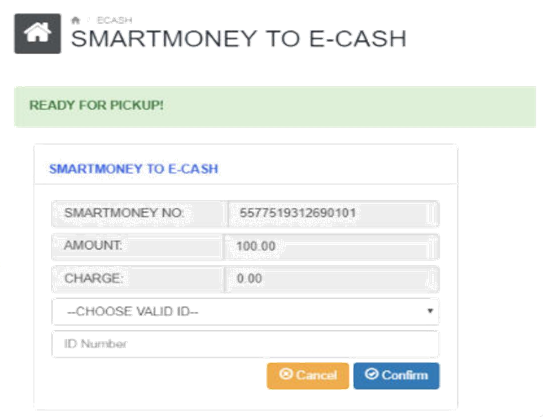 ECASH
SMARTMONEY TO E-CASH
READY FOR PICKUP!
SMARTMONEY TO E-CASH
SMARTMONEY NO: 5577519312690101
AMOUNT: 100.00
CHARGE: 0.00
--CHOOSE VALID ID--
ID Number
Cancel Confirm